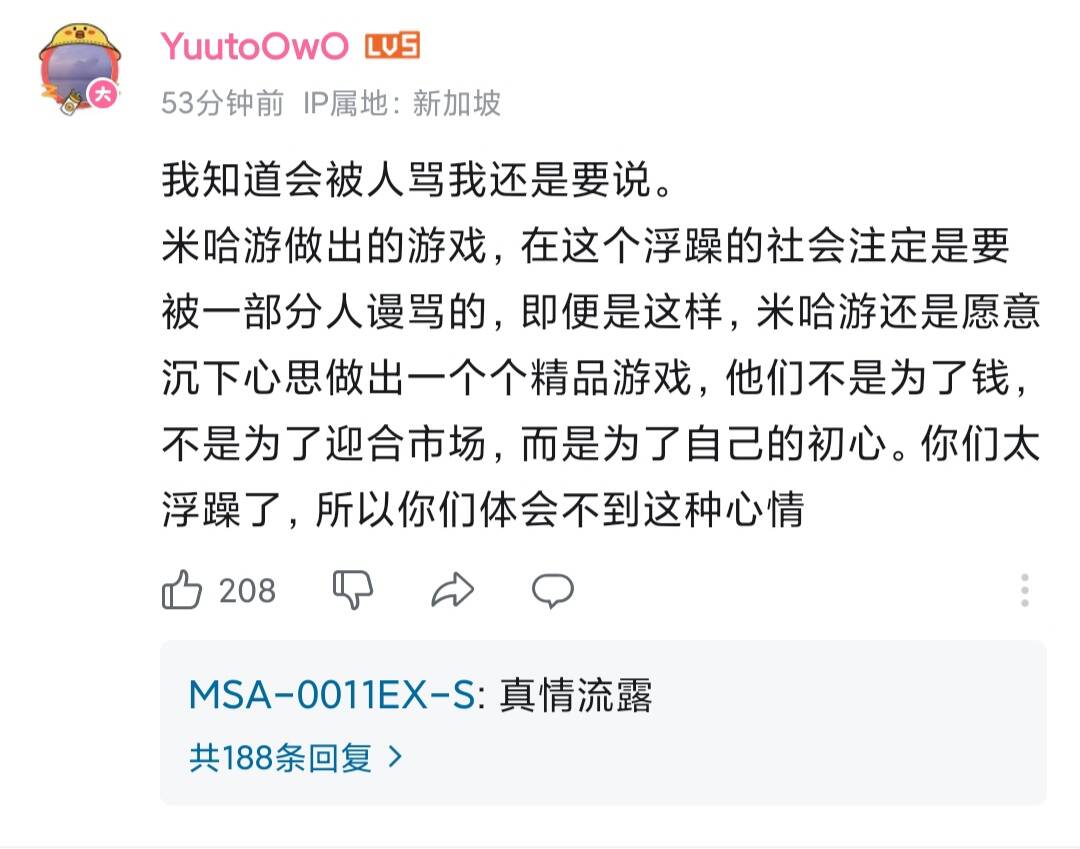 YuutoOwO LV5
大
53分钟前 IP属地：新加坡
我知道会被人骂我还是要说。
米哈游做出的游戏，在这个浮躁的社会注定是要
被一部分人谩骂的，即便是这样，米哈游还是愿意
沉下心思做出一个个精品游戏，他们不是为了钱，
不是为了迎合市场，而是为了自己的初心。你们太
浮躁了，所以你们体会不到这种心情
208
MSA-0011EX-S: 真情流露
共188条回复 >